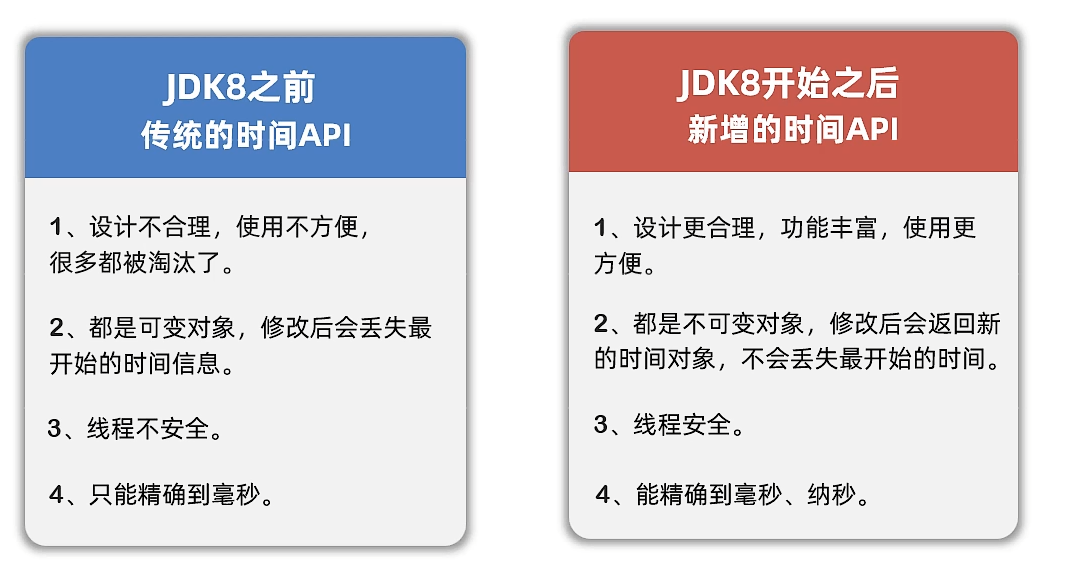 JDK8之前
传统的时间API
1、设计不合理，使用不方便，
很多都被淘汰了。
2、都是可变对象，修改后会丢失最
开始的时间信息。
3、线程不安全。
4、只能精确到毫秒。
JDK8开始之后
新增的时间API
1、设计更合理，功能丰富，使用更
方便。
2、都是不可变对象，修改后会返回新
的时间对象，不会丢失最开始的时间。
3、线程安全。
4、能精确到毫秒、纳秒。